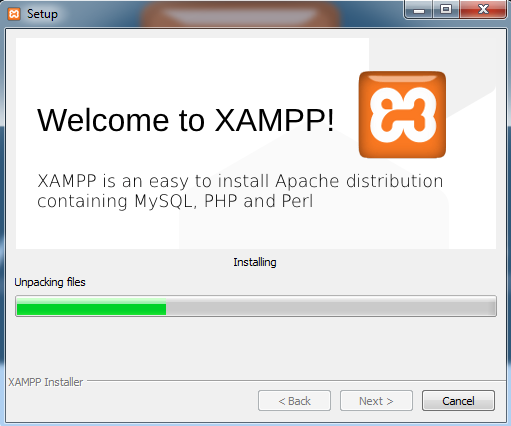 Setup
Welcome to XAMPP!
XAMPP is an easy to install Apache distribution
containing MySQL, PHP and Perl
Installing
Unpacking files
XAMPP Installer
< Back
Next >
Cancel